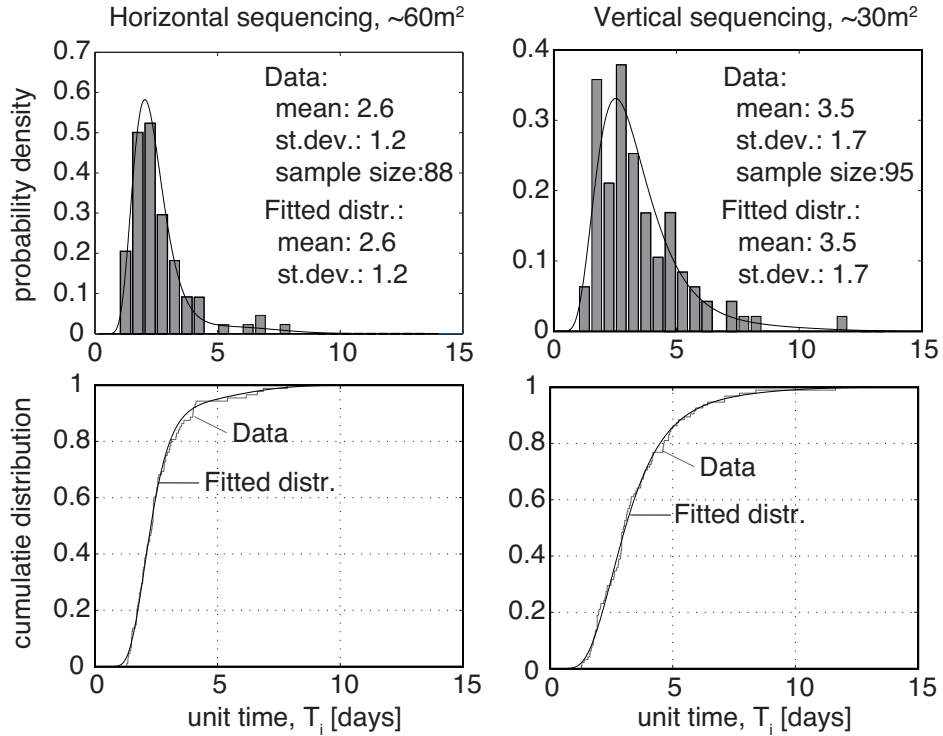 Horizontal sequencing, ~60m²
Vertical sequencing, ~30m²
probability density
0.7
0.6
0.5
0.4
0.3
0.2
0.1
0
Data:
mean: 2.6
st.dev.: 1.2
sample size:88
Fitted distr.:
mean: 2.6
st.dev.: 1.2
0
5
10
15
0.4
0.3
0.2
0.1
0
Data:
mean: 3.5
st.dev.: 1.7
sample size:95
Fitted distr.:
mean: 3.5
st.dev.: 1.7
0
5
10
15
cumulatie distribution
1
0.8
0.6
0.4
0.2
0
Data
Fitted distr.
0
5
10
15
unit time, Tᵢ [days]
1
0.8
0.6
0.4
0.2
0
Data
Fitted distr.
0
5
10
15
unit time, Tᵢ [days]